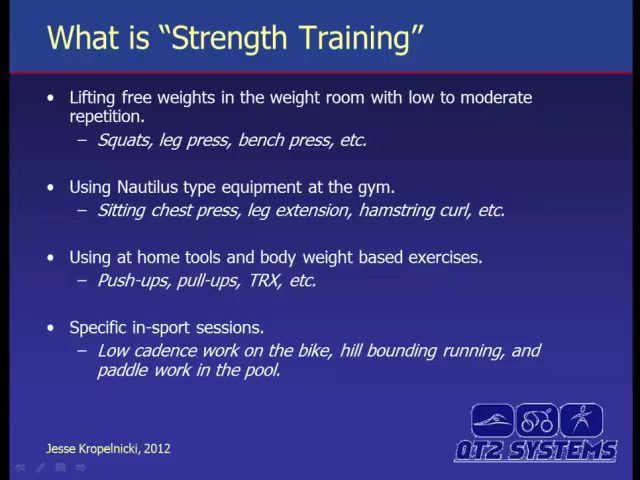 What is “Strength Training”
• Lifting free weights in the weight room with low to moderate
repetition.
– Squats, leg press, bench press, etc.
• Using Nautilus type equipment at the gym.
– Sitting chest press, leg extension, hamstring curl, etc.
• Using at home tools and body weight based exercises.
– Push-ups, pull-ups, TRX, etc.
• Specific in-sport sessions.
– Low cadence work on the bike, hill bounding running, and
paddle work in the pool.
Jesse Kropelnicki, 2012
QT2 SYSTEMS